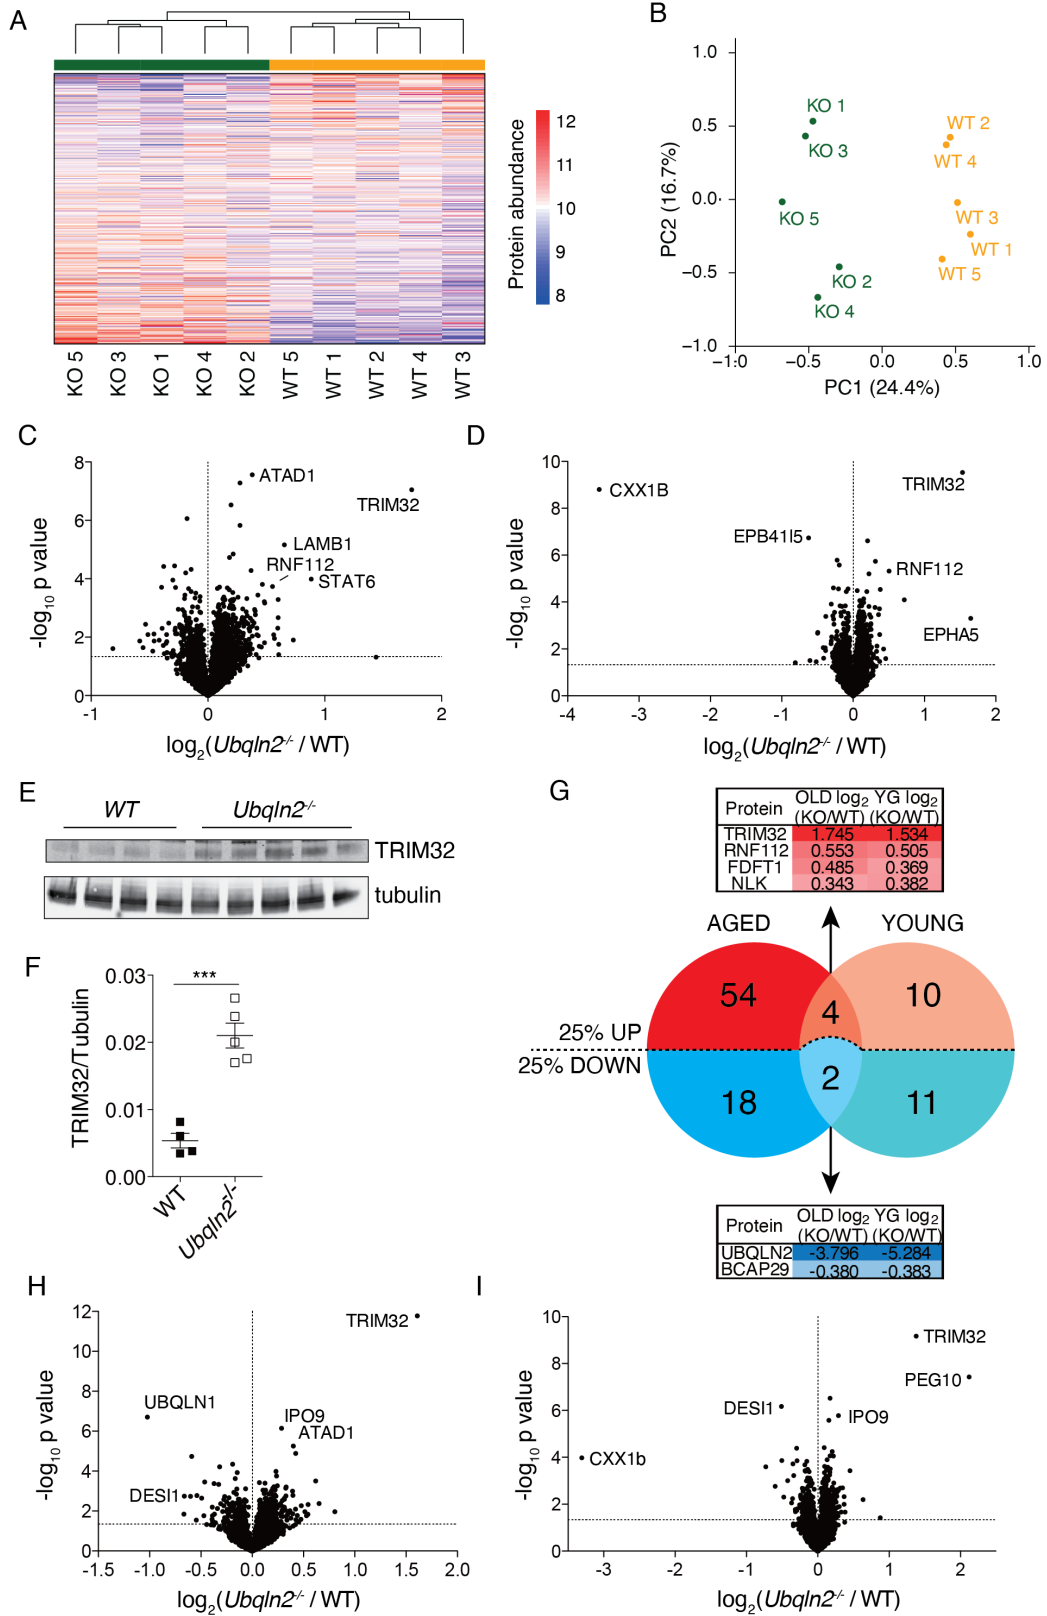 A
Protein abundance
12
11
10
9
8
KO 5
KO 3
KO 1
KO 4
KO 2
WT 5
WT 1
WT 2
WT 4
WT 3
B
PC2 (16.7%)
1.0
0.5
0.0
−0.5
−1.0
KO 1
KO 3
KO 5
KO 2
KO 4
WT 2
WT 4
WT 3
WT 1
WT 5
−1.0
−0.5
0.0
0.5
1.0
PC1 (24.4%)
C
-log10 p value
8
6
4
2
0
ATAD1
TRIM32
LAMB1
RNF112
STAT6
-1
0
1
2
log2(Ubqln2-/- / WT)
D
-log10 p value
10
8
6
4
2
0
CXX1B
TRIM32
EPB41l5
RNF112
EPHA5
-4
-3
-2
-1
0
1
2
log2(Ubqln2-/- / WT)
E
WT
Ubqln2-/-
TRIM32
tubulin
F
TRIM32/Tubulin
0.03
0.02
0.01
0.00
***
WT
Ubqln2-/-
G
Protein OLD log2 (KO/WT) YG log2 (KO/WT)
TRIM32 1.745 1.534
RNF112 0.553 0.505
FDFT1 0.485 0.369
NLK 0.343 0.382
AGED YOUNG
54 4 10
25% UP
25% DOWN
18 2 11
Protein OLD log2 (KO/WT) YG log2 (KO/WT)
UBQLN2 -3.796 -5.284
BCAP29 -0.380 -0.383
H
-log10 p value
12
10
8
6
4
2
0
TRIM32
UBQLN1
IPO9
ATAD1
DESI1
-1.5
-1.0
-0.5
0.0
0.5
1.0
1.5
2.0
log2(Ubqln2-/- / WT)
I
-log10 p value
10
8
6
4
2
0
TRIM32
PEG10
DESI1
IPO9
CXX1b
-3
-2
-1
0
1
2
log2(Ubqln2-/- / WT)